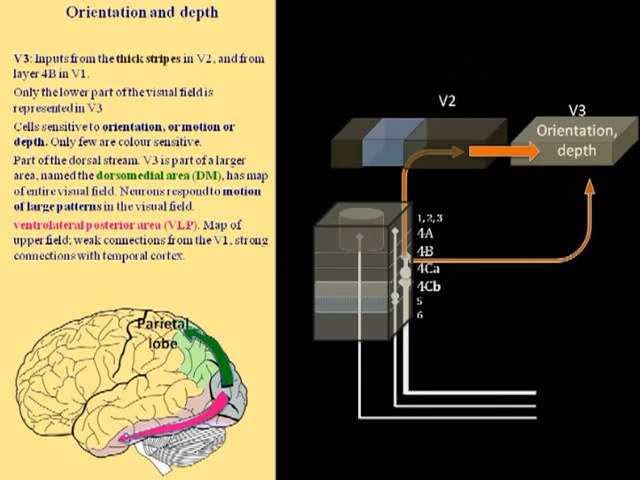 Orientation and depth
V3: Inputs from the thick stripes in V2, and from
layer 4B in V1.
Only the lower part of the visual field is
represented in V3
Cells sensitive to orientation, or motion or
depth. Only few are colour sensitive.
Part of the dorsal stream. V3 is part of a larger
area, named the dorsomedial area (DM), has map
of entire visual field. Neurons respond to motion
of large patterns in the visual field.
ventrolateral posterior area (VLP). Map of
upper field; weak connections from the V1, strong
connections with temporal cortex.
Parietal
lobe
V2
V3
Orientation,
depth
1, 2, 3
4A
4B
4Ca
4Cb
5
6